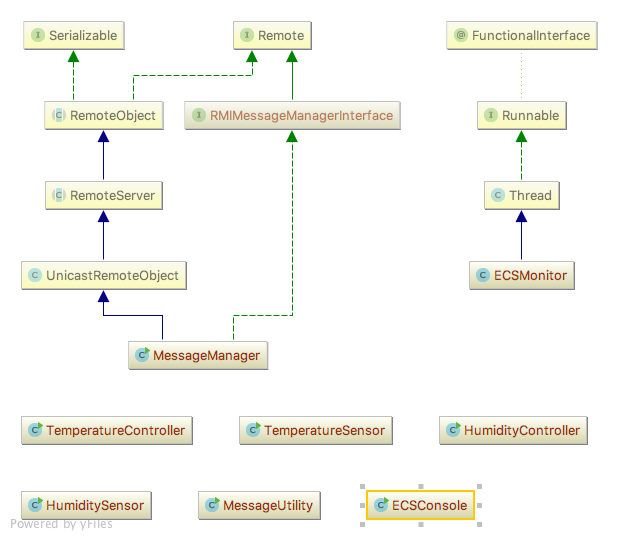 I Serializable
I Remote
@ FunctionalInterface
C RemoteObject
I RMIMessageManagerInterface
I Runnable
C RemoteServer
C Thread
C UnicastRemoteObject
C ECSMonitor
C MessageManager
C TemperatureController
C TemperatureSensor
C HumidityController
C HumiditySensor
C MessageUtility
C ECSConsole
Powered by yFiles